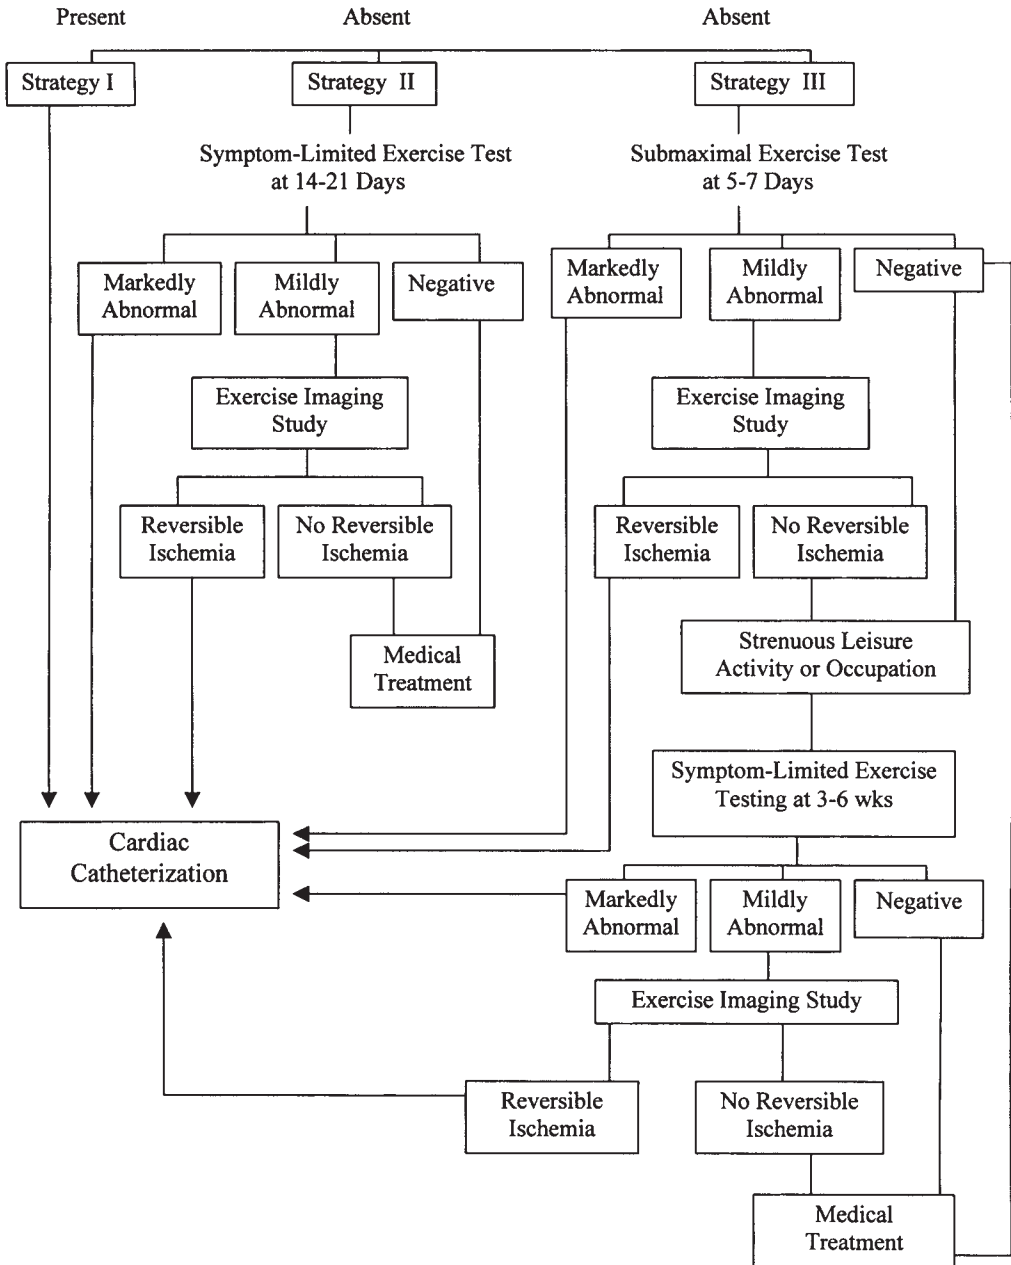 Present Absent Absent
Strategy I Strategy II Strategy III
Symptom-Limited Exercise Test
at 14-21 Days
Submaximal Exercise Test
at 5-7 Days
Markedly
Abnormal
Mildly
Abnormal
Negative
Markedly
Abnormal
Mildly
Abnormal
Negative
Exercise Imaging
Study
Exercise Imaging
Study
Reversible
Ischemia
No Reversible
Ischemia
Reversible
Ischemia
No Reversible
Ischemia
Medical
Treatment
Strenuous Leisure
Activity or Occupation
Symptom-Limited Exercise
Testing at 3-6 wks
Cardiac
Catheterization
Markedly
Abnormal
Mildly
Abnormal
Negative
Exercise Imaging Study
Reversible
Ischemia
No Reversible
Ischemia
Medical
Treatment